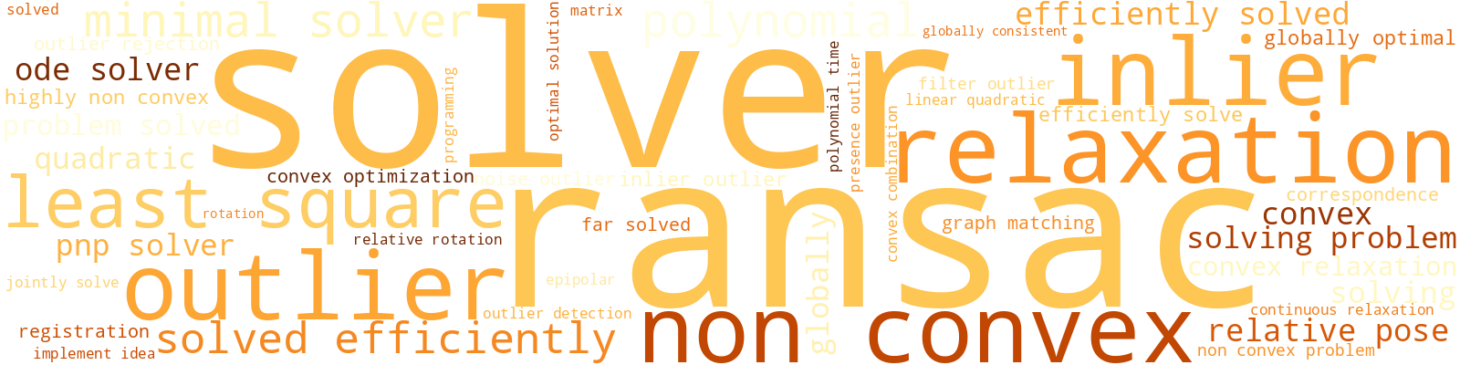 solved
minimal solver
solver
optimal solution
matrix
polynomial
efficiently solved
globally consistent
globally optimal
outlier rejection
ode solver
programming
polynomial time
presence outlier
inlier
filter outlier
highly non convex
linear quadratic
efficiently solve
problem solved
relaxation
quadratic
convex optimization
noise outlier
inlier outlier
convex combination
correspondence
least square
ransac
rotation
far solved
graph matching
convex
pnp solver
relative rotation
globally
solving problem
outlier
convex relaxation
jointly solve
epipolar
solving
outlier detection
non convex
continuous relaxation
registration
solved efficiently
relative pose
implement idea
non convex problem